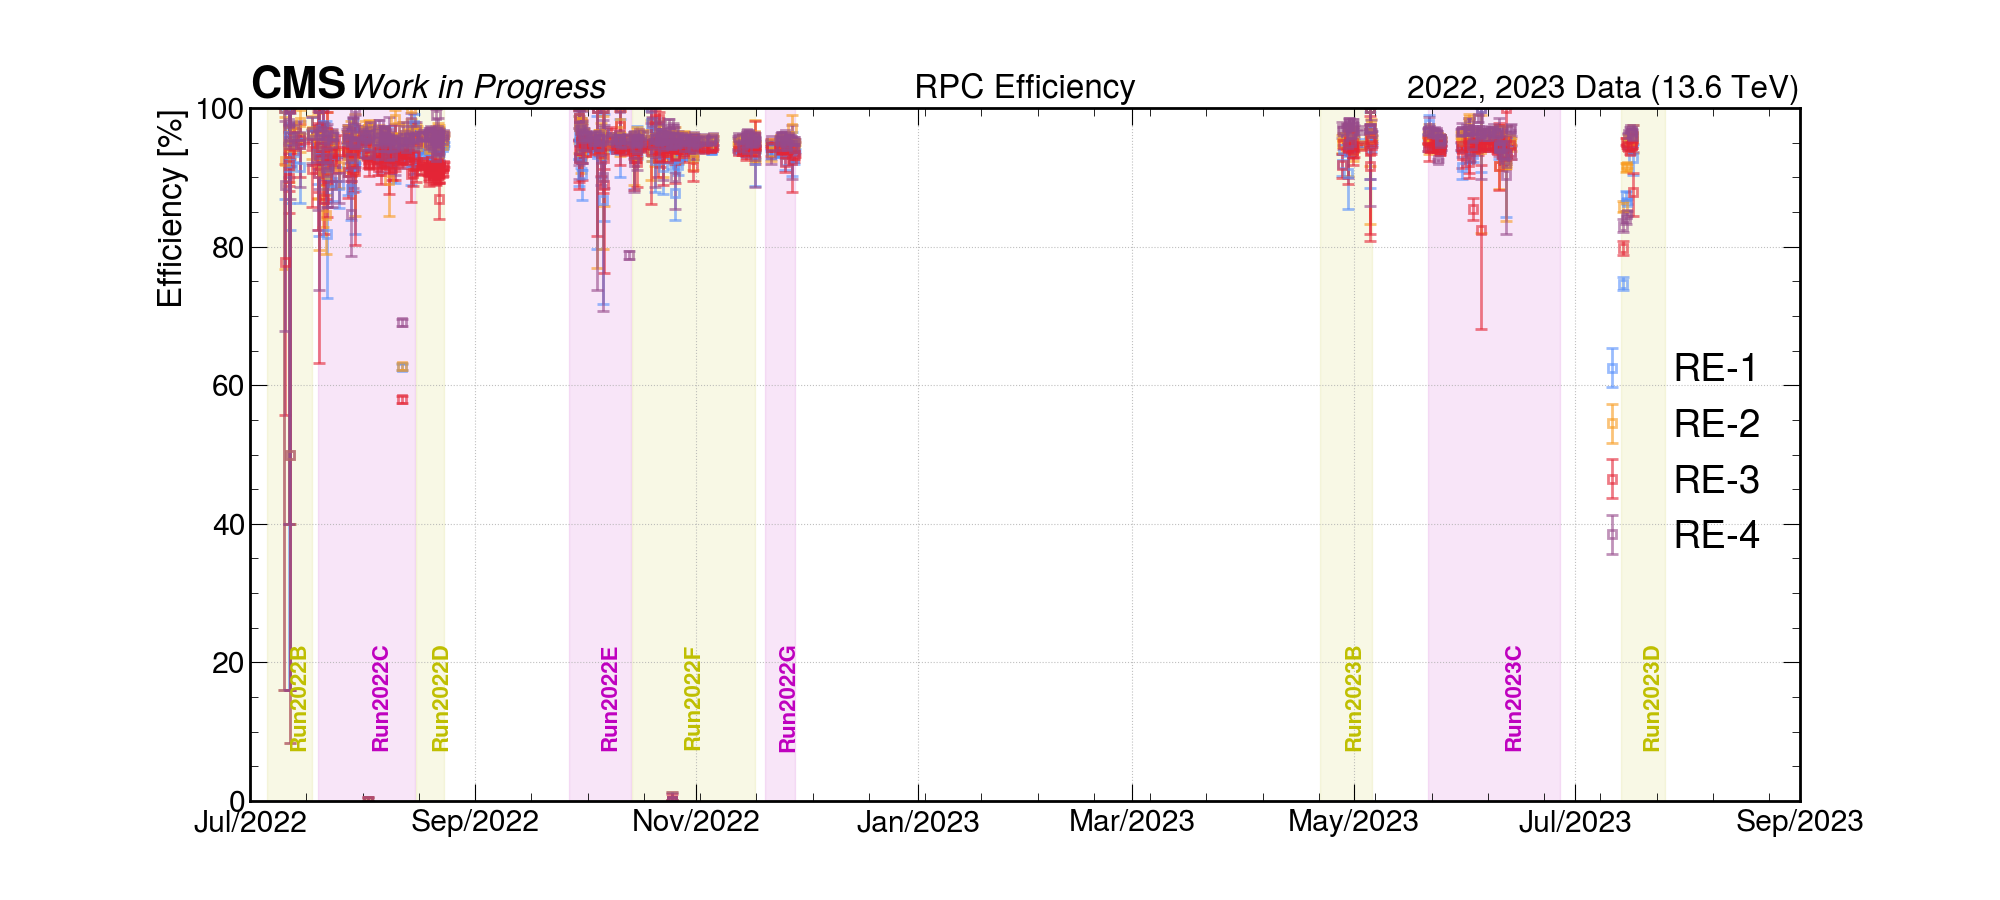 CMS Work in Progress RPC Efficiency 2022, 2023 Data (13.6 TeV)
Efficiency [%]
100
80
60
40
20
0
RE-1
RE-2
RE-3
RE-4
Run2022B
Run2022C
Run2022D
Run2022E
Run2022F
Run2022G
Run2023B
Run2023C
Run2023D
Jul/2022 Sep/2022 Nov/2022 Jan/2023 Mar/2023 May/2023 Jul/2023 Sep/2023